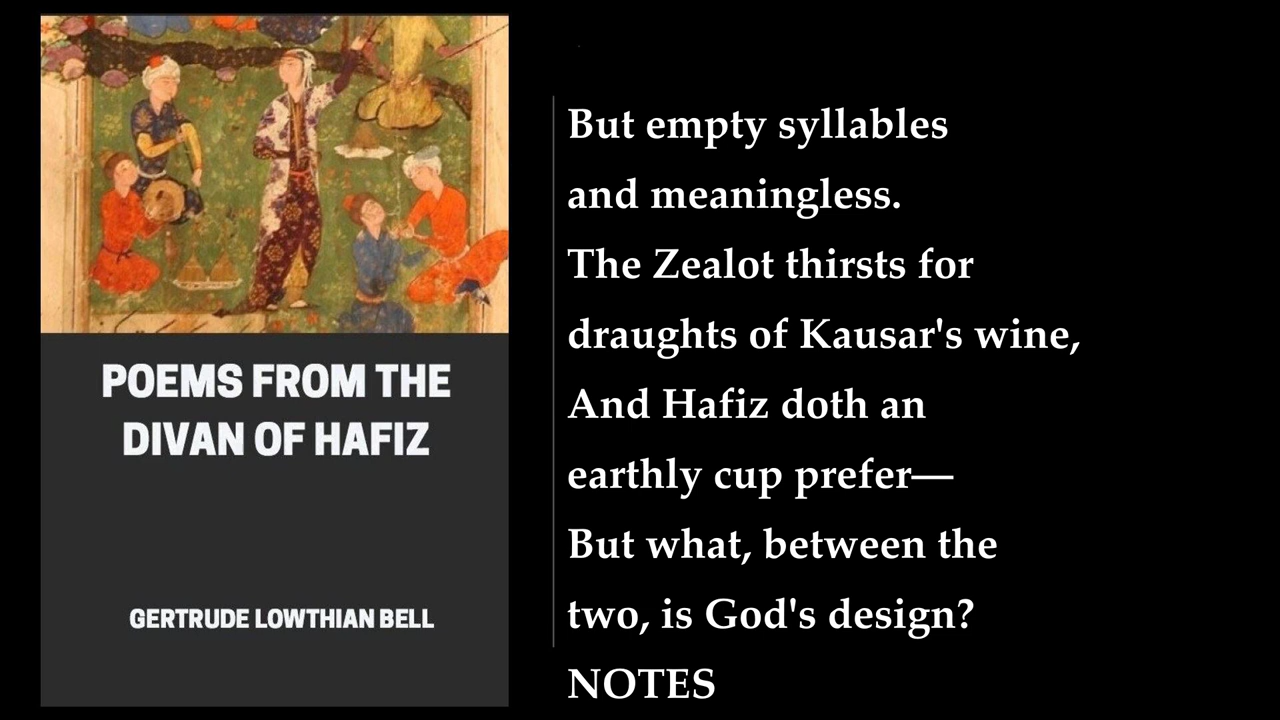 POEMS FROM THE
DIVAN OF HAFIZ
GERTRUDE LOWTHIAN BELL
But empty syllables
and meaningless.
The Zealot thirsts for
draughts of Kausar's wine,
And Hafiz doth an
earthly cup prefer—
But what, between the
two, is God's design?
NOTES